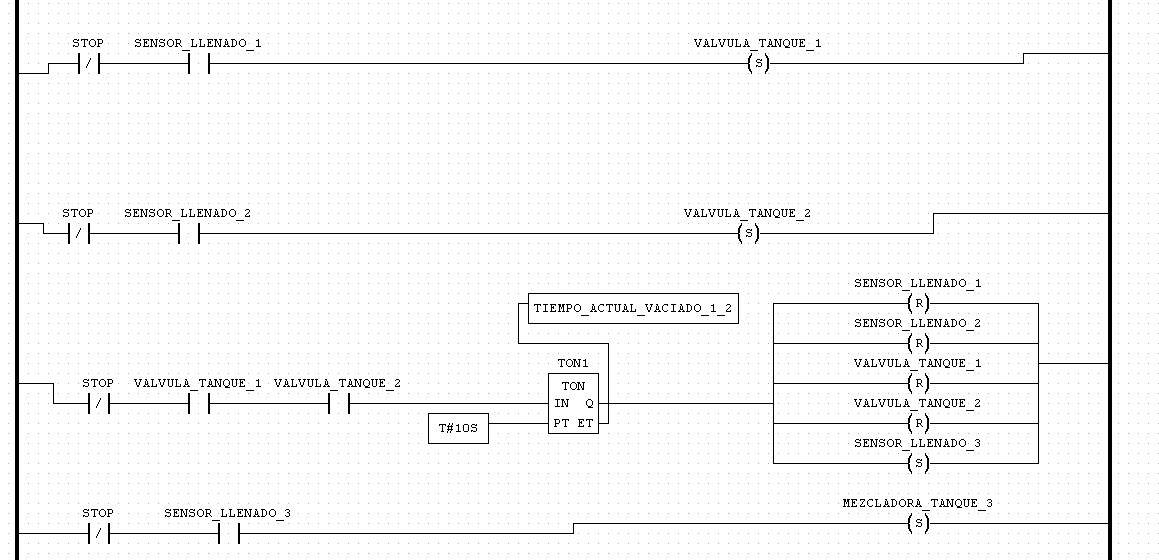 STOP SENSOR_LLENADO_1 VALVULA_TANQUE_1
/ (S)
STOP SENSOR_LLENADO_2 VALVULA_TANQUE_2
/ (S)
SENSOR_LLENADO_1
TIEMPO_ACTUAL_VACIADO_1_2 (R)
SENSOR_LLENADO_2
(R)
TON1 VALVULA_TANQUE_1
STOP VALVULA_TANQUE_1 VALVULA_TANQUE_2 TON (R)
/ IN Q VALVULA_TANQUE_2
T#10S PT ET (R)
SENSOR_LLENADO_3
(S)
STOP SENSOR_LLENADO_3 MEZCLADORA_TANQUE_3
/ (S)